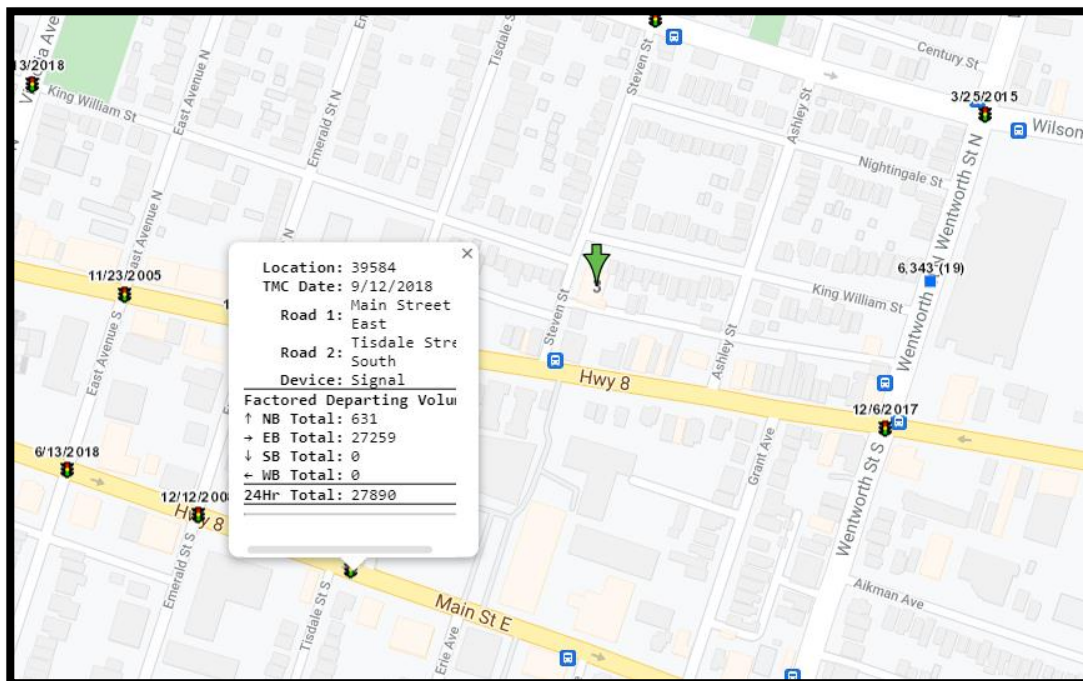 Century St
3/25/2015
Wilson
Steven St
Ashley St
Nightingale St
Wentworth St N
Tisdale S
East Avenue N
Emerald St N
13/2018
King William St
East Avenue N
11/23/2005
6,343 (19)
N Wentworth
King William St
Steven St
Ashley St
Hwy 8
12/6/2017
Grant Ave
Wentworth St S
East Avenue S
6/13/2018
12/12/200
Hwy 8
Emerald St S
Tisdale St S
Main St E
Erie Ave
Aikman Ave
×
Location: 39584
TMC Date: 9/12/2018
Road 1: Main Street
East
Road 2: Tisdale Stre
South
Device: Signal
Factored Departing Volu
↑ NB Total: 631
→ EB Total: 27259
↓ SB Total: 0
← WB Total: 0
24Hr Total: 27890